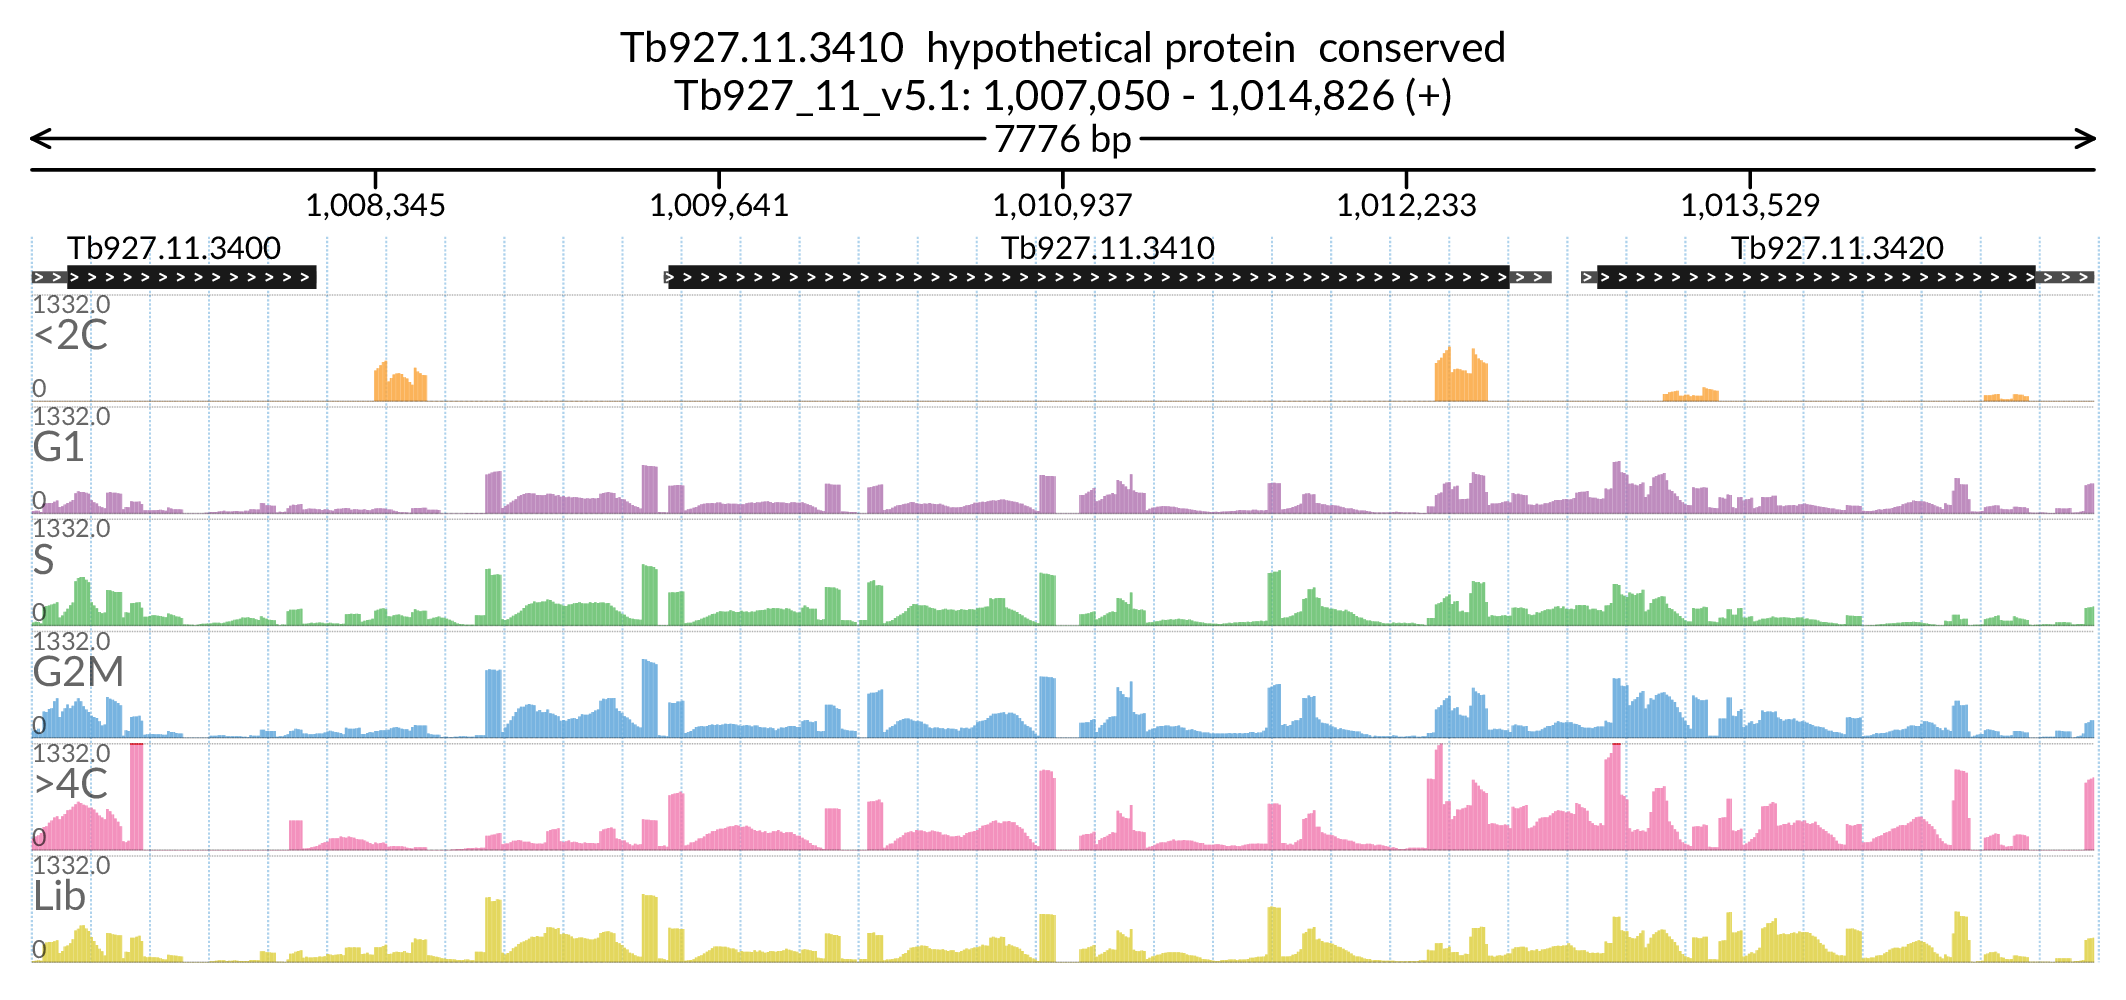 Tb927.11.3410  hypothetical protein  conserved
Tb927_11_v5.1: 1,007,050 - 1,014,826 (+)
7776 bp
1,008,345 1,009,641 1,010,937 1,012,233 1,013,529
Tb927.11.3400 Tb927.11.3410 Tb927.11.3420
1332.0
<2C
0
1332.0
G1
0
1332.0
S
0
1332.0
G2M
0
1332.0
>4C
0
1332.0
Lib
0